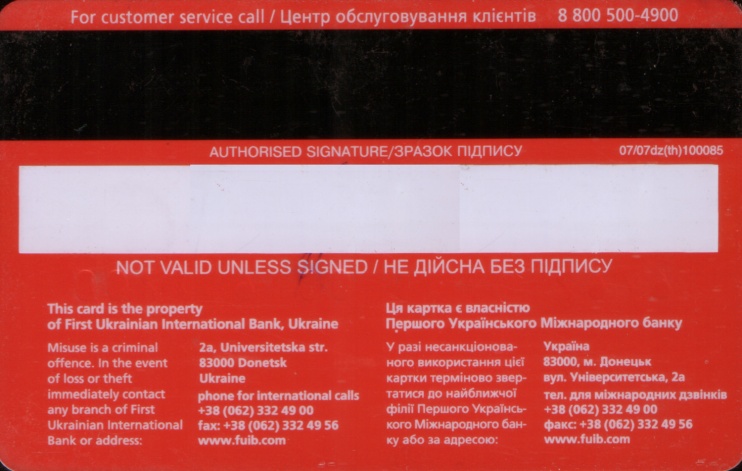 For customer service call / Центр обслуговування клієнтів 8 800 500-4900
AUTHORISED SIGNATURE/ЗРАЗОК ПІДПИСУ 07/07dz(th)100085
NOT VALID UNLESS SIGNED / НЕ ДІЙСНА БЕЗ ПІДПИСУ
This card is the property
of First Ukrainian International Bank, Ukraine
Misuse is a criminal
offence. In the event
of loss or theft
immediately contact
any branch of First
Ukrainian International
Bank or address:
2a, Universitetska str.
83000 Donetsk
Ukraine
phone for international calls
+38 (062) 332 49 00
fax: +38 (062) 332 49 56
www.fuib.com
Ця картка є власністю
Першого Українського Міжнародного банку
У разі несанкціонова-
ного використання цієї
картки терміново звер-
татися до найближчої
філії Першого Українсь-
кого Міжнародного бан-
ку або за адресою:
Україна
83000, м. Донецьк
вул. Університетська, 2а
тел. для міжнародних дзвінків
+38 (062) 332 49 00
факс: +38 (062) 332 49 56
www.fuib.com